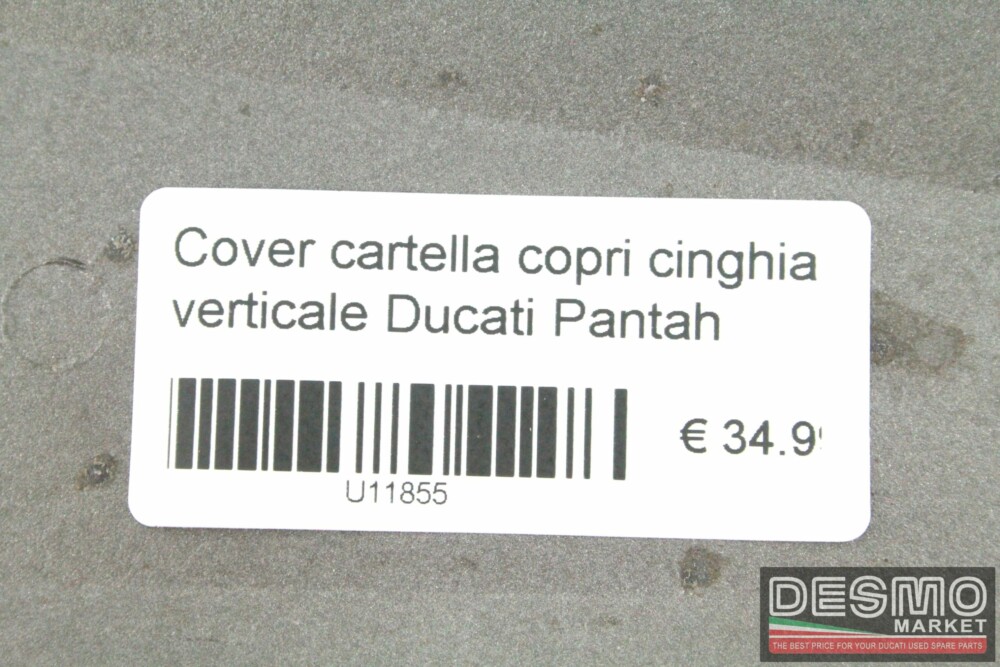 Cover cartella copri cinghia
verticale Ducati Pantah
€ 34.9
U11855
DESMO
MARKET
THE BEST PRICE FOR YOUR DUCATI USED SPARE PARTS